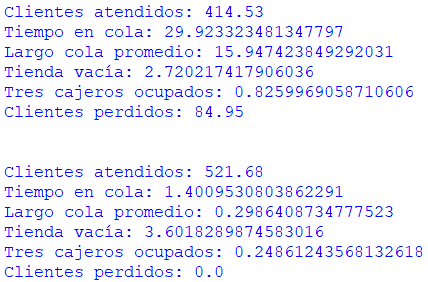 Clientes atendidos: 414.53
Tiempo en cola: 29.923323481347797
Largo cola promedio: 15.947423849292031
Tienda vacía: 2.720217417906036
Tres cajeros ocupados: 0.8259969058710606
Clientes perdidos: 84.95
Clientes atendidos: 521.68
Tiempo en cola: 1.4009530803862291
Largo cola promedio: 0.2986408734777523
Tienda vacía: 3.6018289874583016
Tres cajeros ocupados: 0.24861243568132618
Clientes perdidos: 0.0